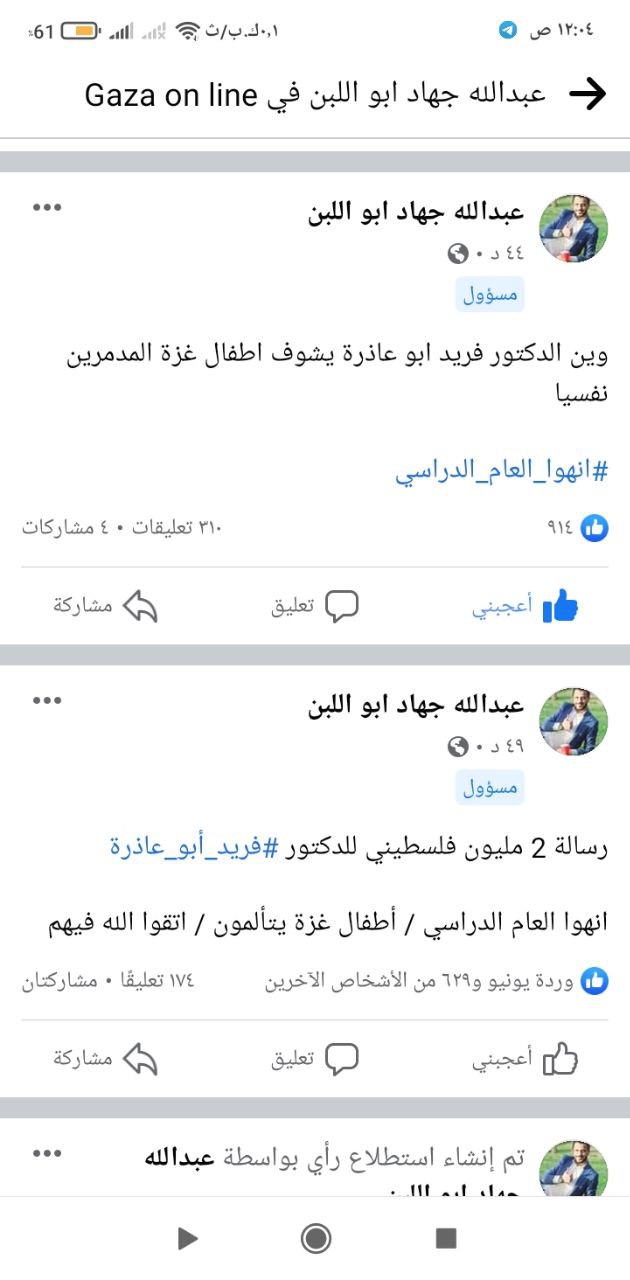 ١٢:٠٤ ص
٠,١ك.ب/ث
61٪
عبدالله جهاد ابو اللبن في Gaza on line
عبدالله جهاد ابو اللبن
٤٤ د •
مسؤول
وين الدكتور فريد ابو عاذرة يشوف اطفال غزة المدمرين
نفسيا
#انهوا_العام_الدراسي
٩١٤
٣١٠ تعليقات • ٤ مشاركات
أعجبني
تعليق
مشاركة
عبدالله جهاد ابو اللبن
٤٩ د •
مسؤول
رسالة 2 مليون فلسطيني للدكتور #فريد_أبو_عاذرة
انهوا العام الدراسي / أطفال غزة يتألمون / اتقوا الله فيهم
وردة يونيو و٦٢٩ من الأشخاص الآخرين
١٧٤ تعليقًا • مشاركتان
أعجبني
تعليق
مشاركة
تم إنشاء استطلاع رأي بواسطة عبدالله
جهاد ابو اللبن